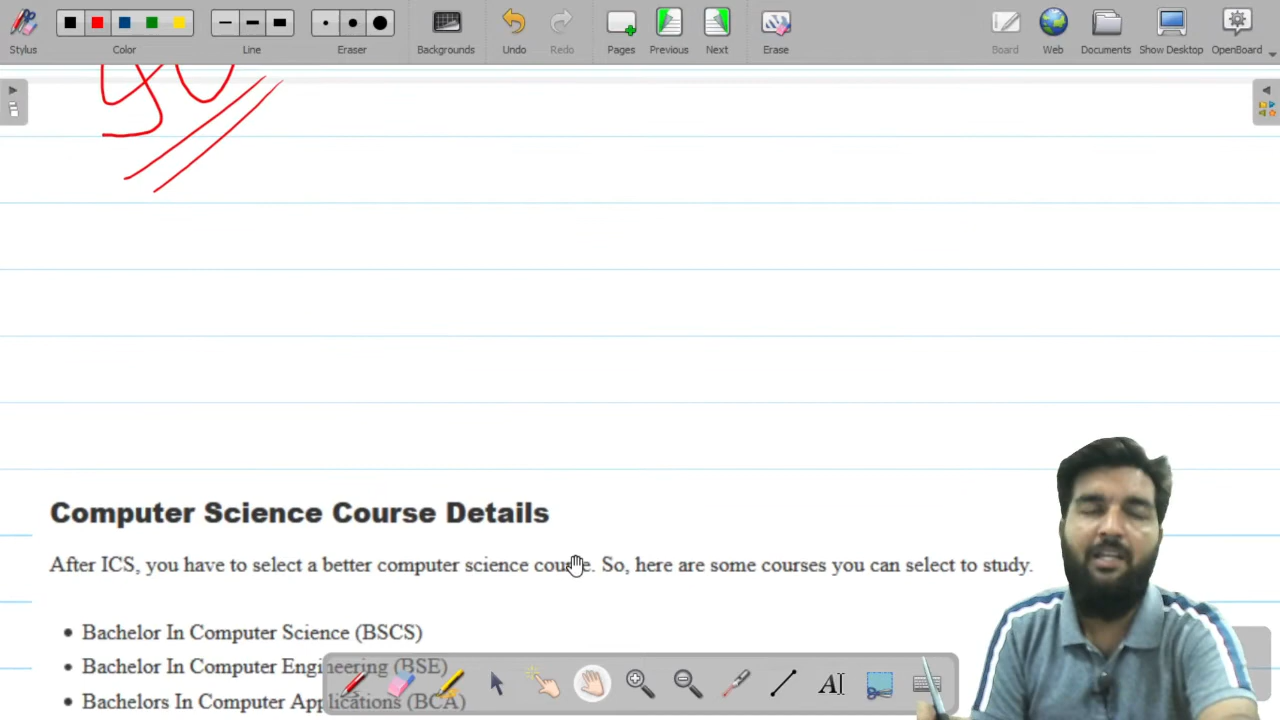 Stylus Color Line Eraser Backgrounds Undo Redo Pages Previous Next Erase Board Web Documents Show Desktop OpenBoard
Computer Science Course Details
After ICS, you have to select a better computer science course. So, here are some courses you can select to study.
Bachelor In Computer Science (BSCS)
Bachelor In Computer Engineering (BSE)
Bachelors In Computer Applications (BCA)